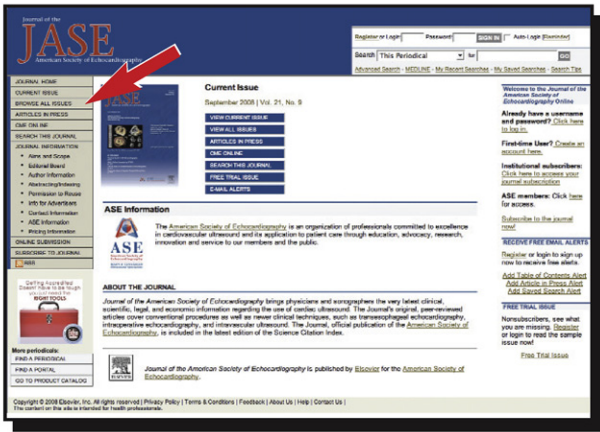 Journal of the
JASE
American Society of Echocardiography
Register or Login: Password: SIGN IN Auto-Login [Reminder]
Search This Periodical for GO
Advanced Search - MEDLINE - My Recent Searches - My Saved Searches - Search Tips
JOURNAL HOME
CURRENT ISSUE
BROWSE ALL ISSUES
ARTICLES IN PRESS
CME ONLINE
SEARCH THIS JOURNAL
JOURNAL INFORMATION
• Aims and Scope
• Editorial Board
• Author Information
• Abstracting/Indexing
• Permission to Reuse
• Info for Advertisers
• Contact Information
• ASE Information
• Pricing Information
ONLINE SUBMISSION
SUBSCRIBE TO JOURNAL
RSS
Getting Accredited
Doesn't have to be tough
you just need the
RIGHT TOOLS
More periodicals:
FIND A PERIODICAL
FIND A PORTAL
GO TO PRODUCT CATALOG
JASE
Current Issue
September 2008 | Vol. 21, No. 9
VIEW CURRENT ISSUE
VIEW ALL ISSUES
ARTICLES IN PRESS
CME ONLINE
SEARCH THIS JOURNAL
FREE TRIAL ISSUE
E-MAIL ALERTS
ASE Information
ASE
The American Society of Echocardiography is an organization of professionals committed to excellence
in cardiovascular ultrasound and its application to patient care through education, advocacy, research,
innovation and service to our members and the public.
ABOUT THE JOURNAL
Journal of the American Society of Echocardiography brings physicians and sonographers the very latest clinical,
scientific, legal, and economic information regarding the use of cardiac ultrasound. The Journal's original, peer-reviewed
articles cover conventional procedures as well as newer clinical techniques, such as transesophageal echocardiography,
intraoperative echocardiography, and intravascular ultrasound. The Journal, official publication of the American Society of
Echocardiography, is included in the latest edition of the Science Citation Index.
ELSEVIER
Journal of the American Society of Echocardiography is published by Elsevier for the American Society of
Echocardiography.
Welcome to the Journal of the
American Society of
Echocardiography Online
Already have a username
and password? Click here
to log in.
First-time User? Create an
account here.
Institutional subscribers:
Click here to access your
journal subscription
ASE members: Click here
for access.
Subscribe to the journal
now!
RECEIVE FREE EMAIL ALERTS
Register or login to sign up
now to receive free alerts.
Add Table of Contents Alert
Add Article in Press Alert
Add Saved Search Alert
FREE TRIAL ISSUE
Nonsubscribers, see what
you are missing. Register
or login to read the sample
issue now!
Free Trial Issue
Copyright © 2008 Elsevier, Inc. All rights reserved | Privacy Policy | Terms & Conditions | Feedback | About Us | Help | Contact Us |
The content on this site is intended for health professionals.